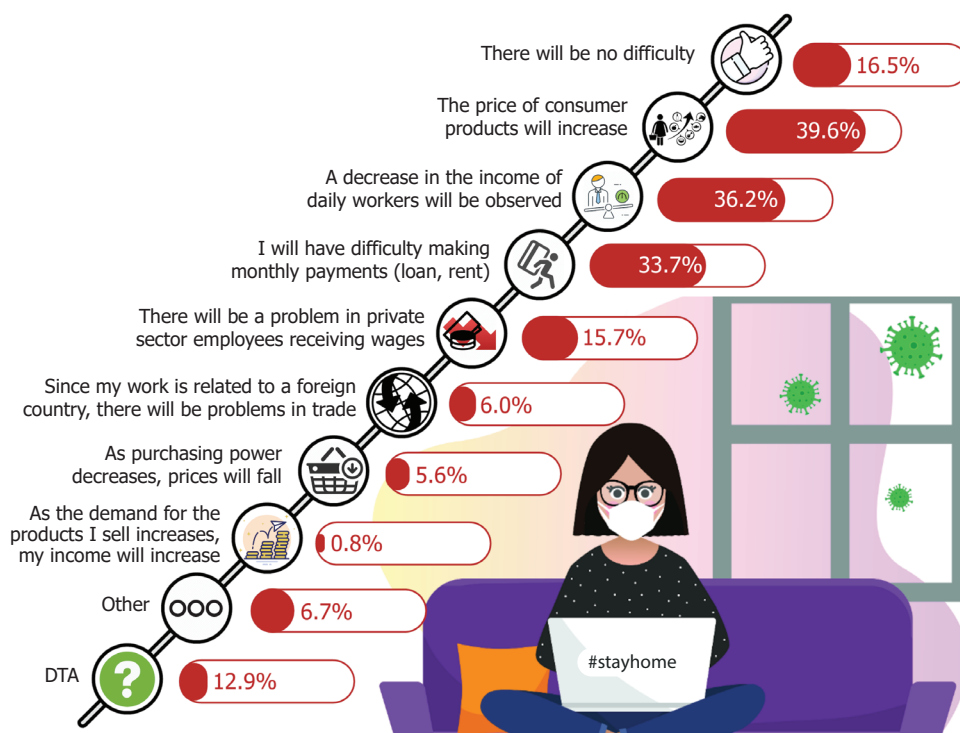 There will be no difficulty
16.5%
The price of consumer
products will increase
39.6%
A decrease in the income of
daily workers will be observed
36.2%
I will have difficulty making
monthly payments (loan, rent)
33.7%
There will be a problem in private
sector employees receiving wages
15.7%
Since my work is related to a foreign
country, there will be problems in trade
6.0%
As purchasing power
decreases, prices will fall
5.6%
As the demand for the
products I sell increases,
my income will increase
0.8%
Other
6.7%
DTA
?
12.9%
#stayhome